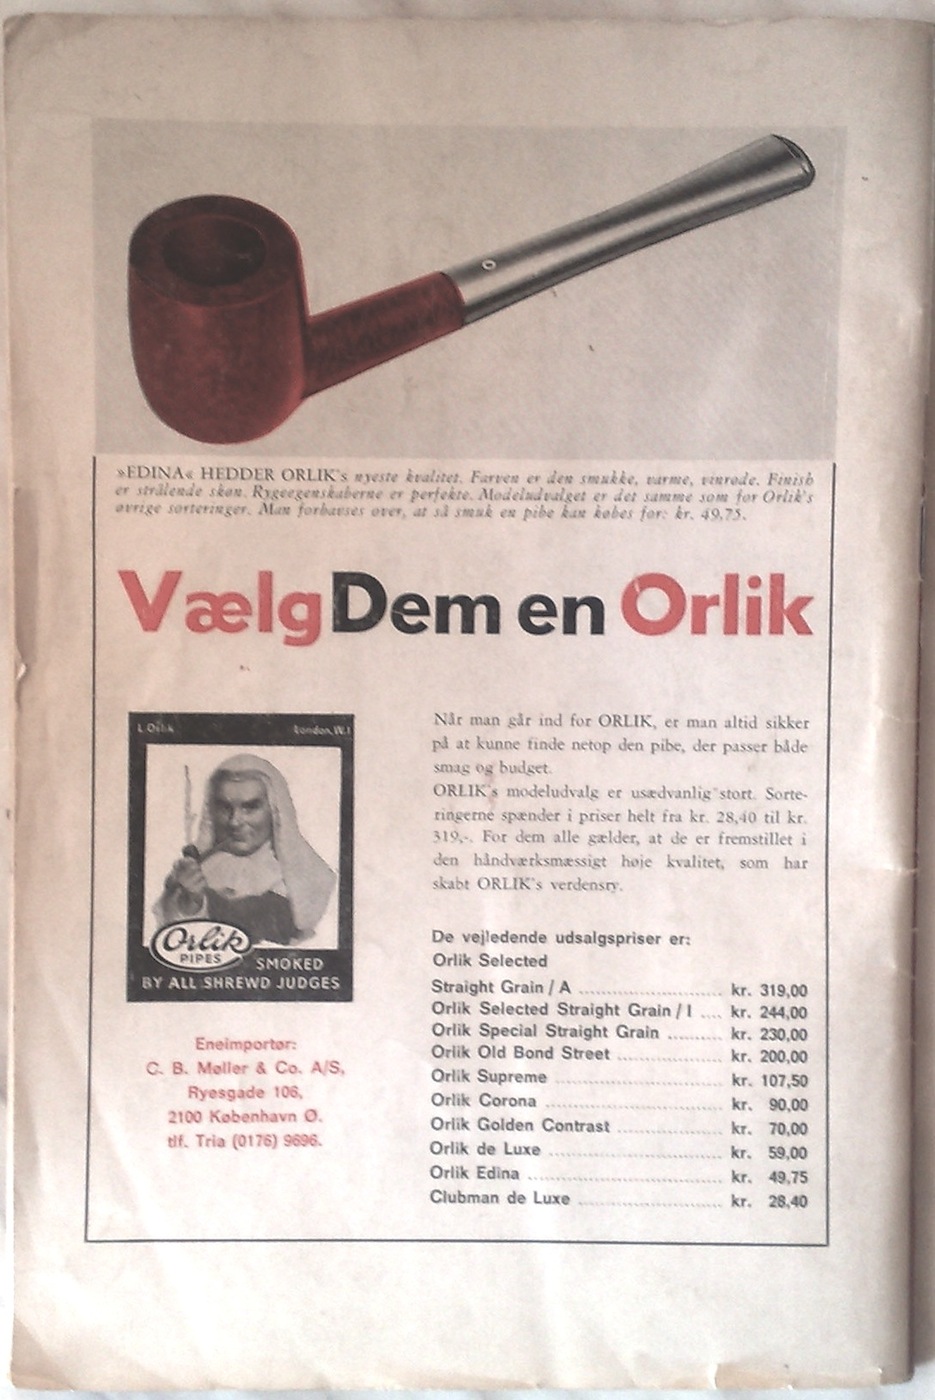 »EDINA« HEDDER ORLIK's nyeste kvalitet. Farven er den smukke, varme, vinrøde. Finish
er strålende skøn. Rygeegenskaberne er perfekte. Modeludvalget er det samme som for Orlik's
øvrige sorteringer. Man forbavses over, at så smuk en pibe kan købes for: kr. 49,75.
Vælg Dem en Orlik
L. Orlik London, W.1
Orlik
PIPES
SMOKED
BY ALL SHREWD JUDGES
Eneimportør:
C. B. Møller & Co. A/S,
Ryesgade 106,
2100 København Ø.
tlf. Tria (0176) 9696.
Når man går ind for ORLIK, er man altid sikker
på at kunne finde netop den pibe, der passer både
smag og budget.
ORLIK's modeludvalg er usædvanlig stort. Sorte-
ringerne spænder i priser helt fra kr. 28,40 til kr.
319,-. For dem alle gælder, at de er fremstillet i
den håndværksmæssigt høje kvalitet, som har
skabt ORLIK's verdensry.
De vejledende udsalgspriser er:
Orlik Selected
Straight Grain / A ........................ kr. 319,00
Orlik Selected Straight Grain / I .... kr. 244,00
Orlik Special Straight Grain ......... kr. 230,00
Orlik Old Bond Street .................. kr. 200,00
Orlik Supreme ............................ kr. 107,50
Orlik Corona .............................. kr. 90,00
Orlik Golden Contrast .................. kr. 70,00
Orlik de Luxe ............................. kr. 59,00
Orlik Edina ................................ kr. 49,75
Clubman de Luxe ........................ kr. 28,40